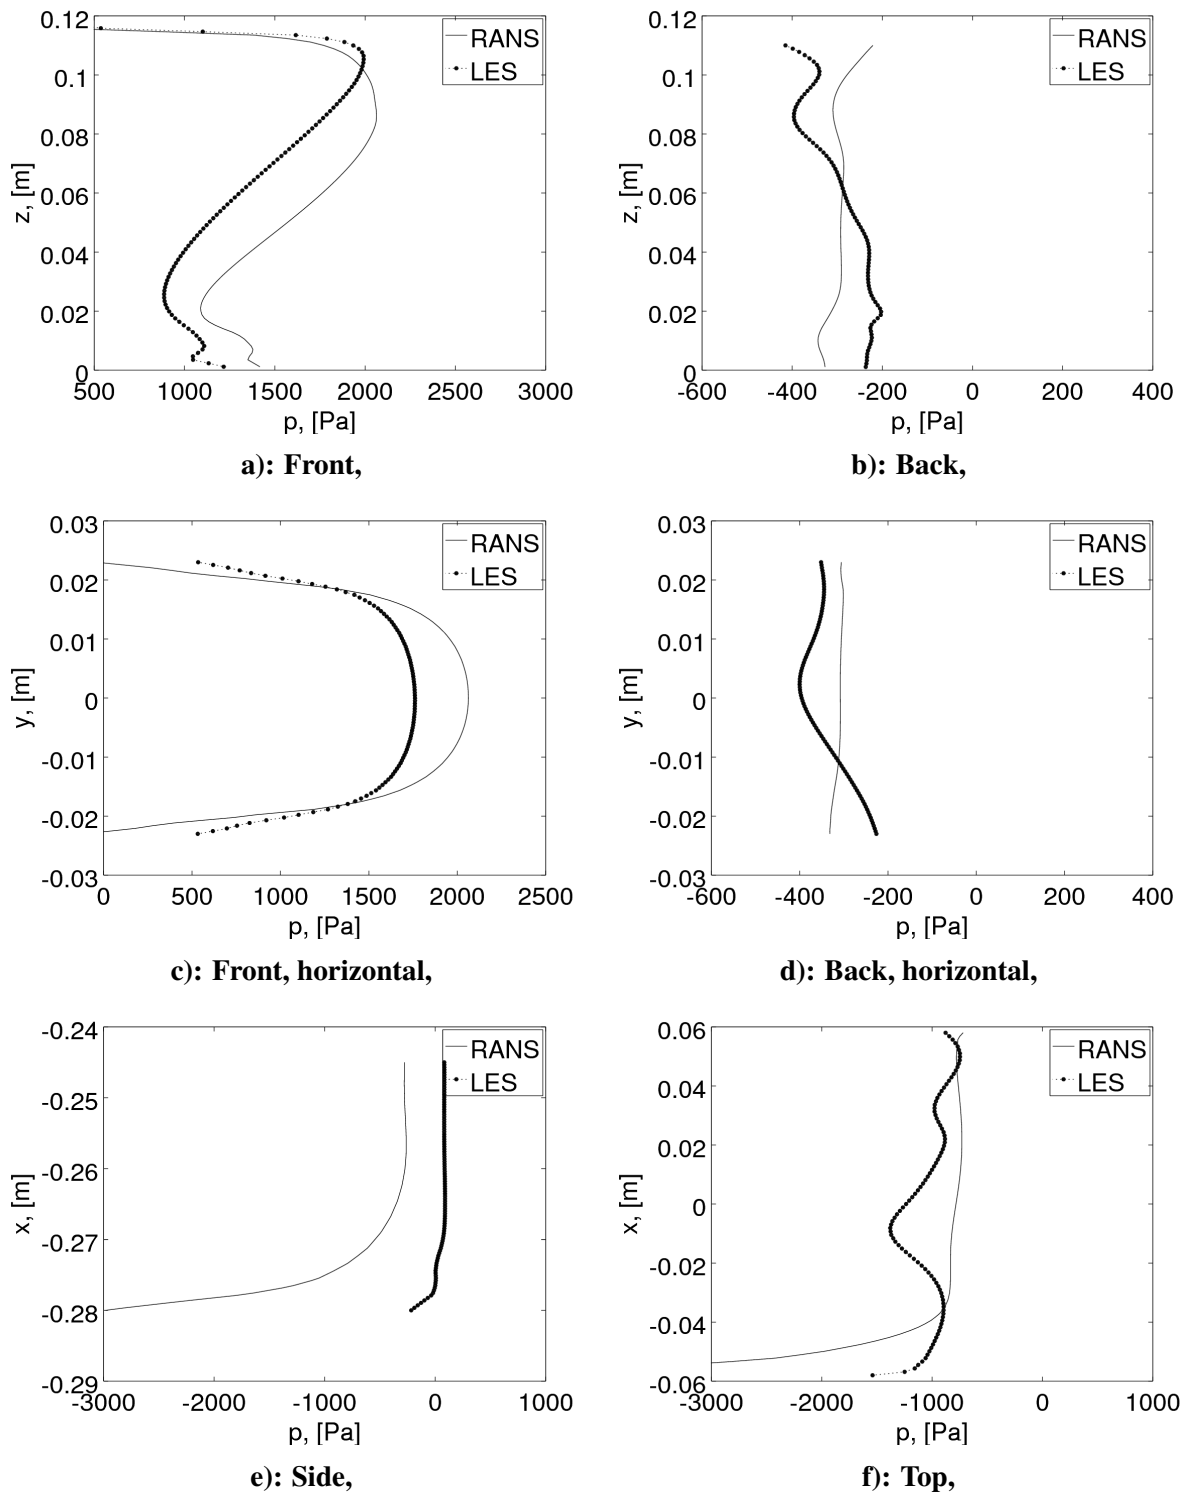 0.12
0.1
0.08
0.06
0.04
0.02
0
z, [m]
500 1000 1500 2000 2500 3000
p, [Pa]
RANS
LES
a): Front,
0.12
0.1
0.08
0.06
0.04
0.02
0
z, [m]
-600 -400 -200 0 200 400
p, [Pa]
RANS
LES
b): Back,
0.03
0.02
0.01
0
-0.01
-0.02
-0.03
y, [m]
0 500 1000 1500 2000 2500
p, [Pa]
RANS
LES
c): Front, horizontal,
0.03
0.02
0.01
0
-0.01
-0.02
-0.03
y, [m]
-600 -400 -200 0 200 400
p, [Pa]
RANS
LES
d): Back, horizontal,
-0.24
-0.25
-0.26
-0.27
-0.28
-0.29
x, [m]
-3000 -2000 -1000 0 1000
p, [Pa]
RANS
LES
e): Side,
0.06
0.04
0.02
0
-0.02
-0.04
-0.06
x, [m]
-3000 -2000 -1000 0 1000
p, [Pa]
RANS
LES
f): Top,